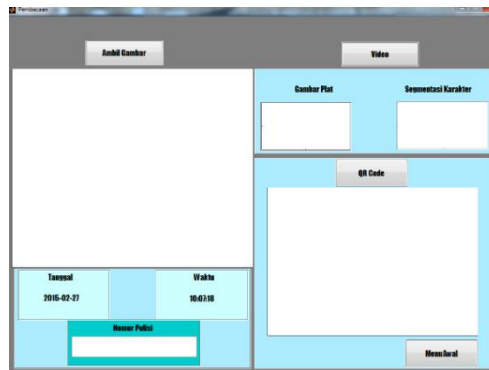 Pembacaan
Ambil Gambar
Video
Gambar Plat
Segmentasi Karakter
QR Code
Tanggal
Waktu
2015-02-27
10:07:18
Nomor Polisi
Menu Awal